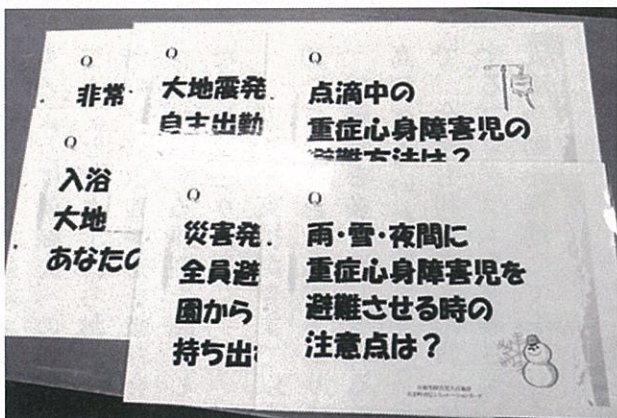 Q
非常
Q
大地震発
自主出勤
Q
点滴中の
重症心身障害児の
避難方法は？
Q
入浴
大地
あなたの
Q
災害発
全員避
園から
持ち出
Q
雨・雪・夜間に
重症心身障害児を
避難させる時の
注意点は？